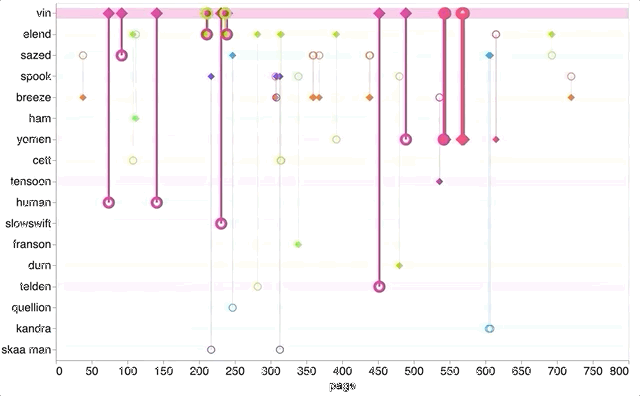 vin
elend
sazed
spook
breeze
ham
yomen
cett
tensoon
human
slowswift
franson
durn
telden
quellion
kandra
skaa man
0 50 100 150 200 250 300 350 400 450 500 550 600 650 700 750 800
page